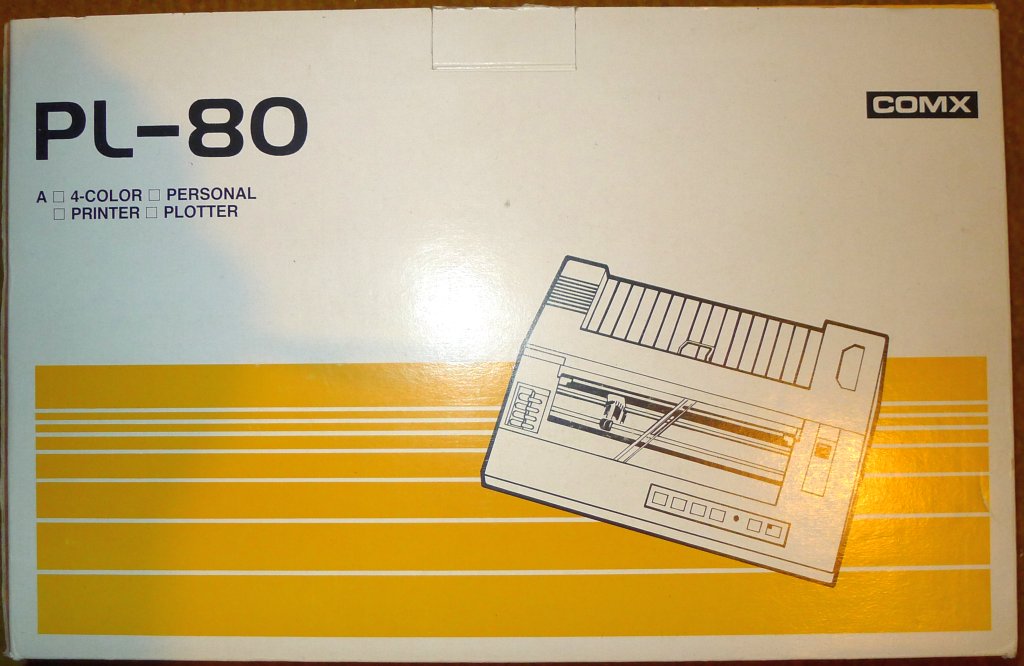 PL-80
COMX
A □ 4-COLOR □ PERSONAL
□ PRINTER □ PLOTTER